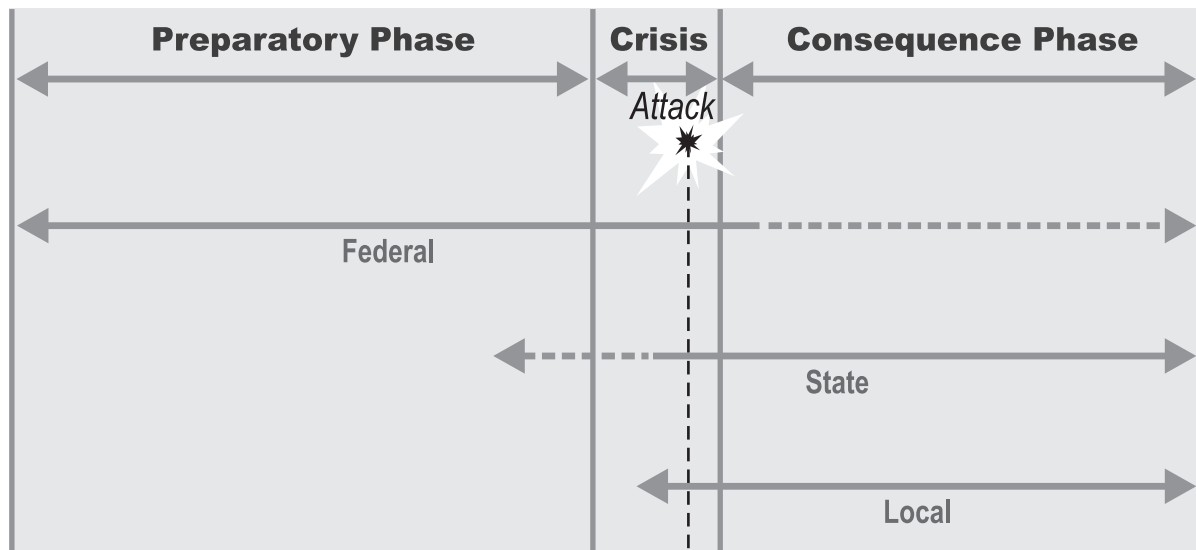 Preparatory Phase
Crisis
Consequence Phase
Attack
Federal
State
Local